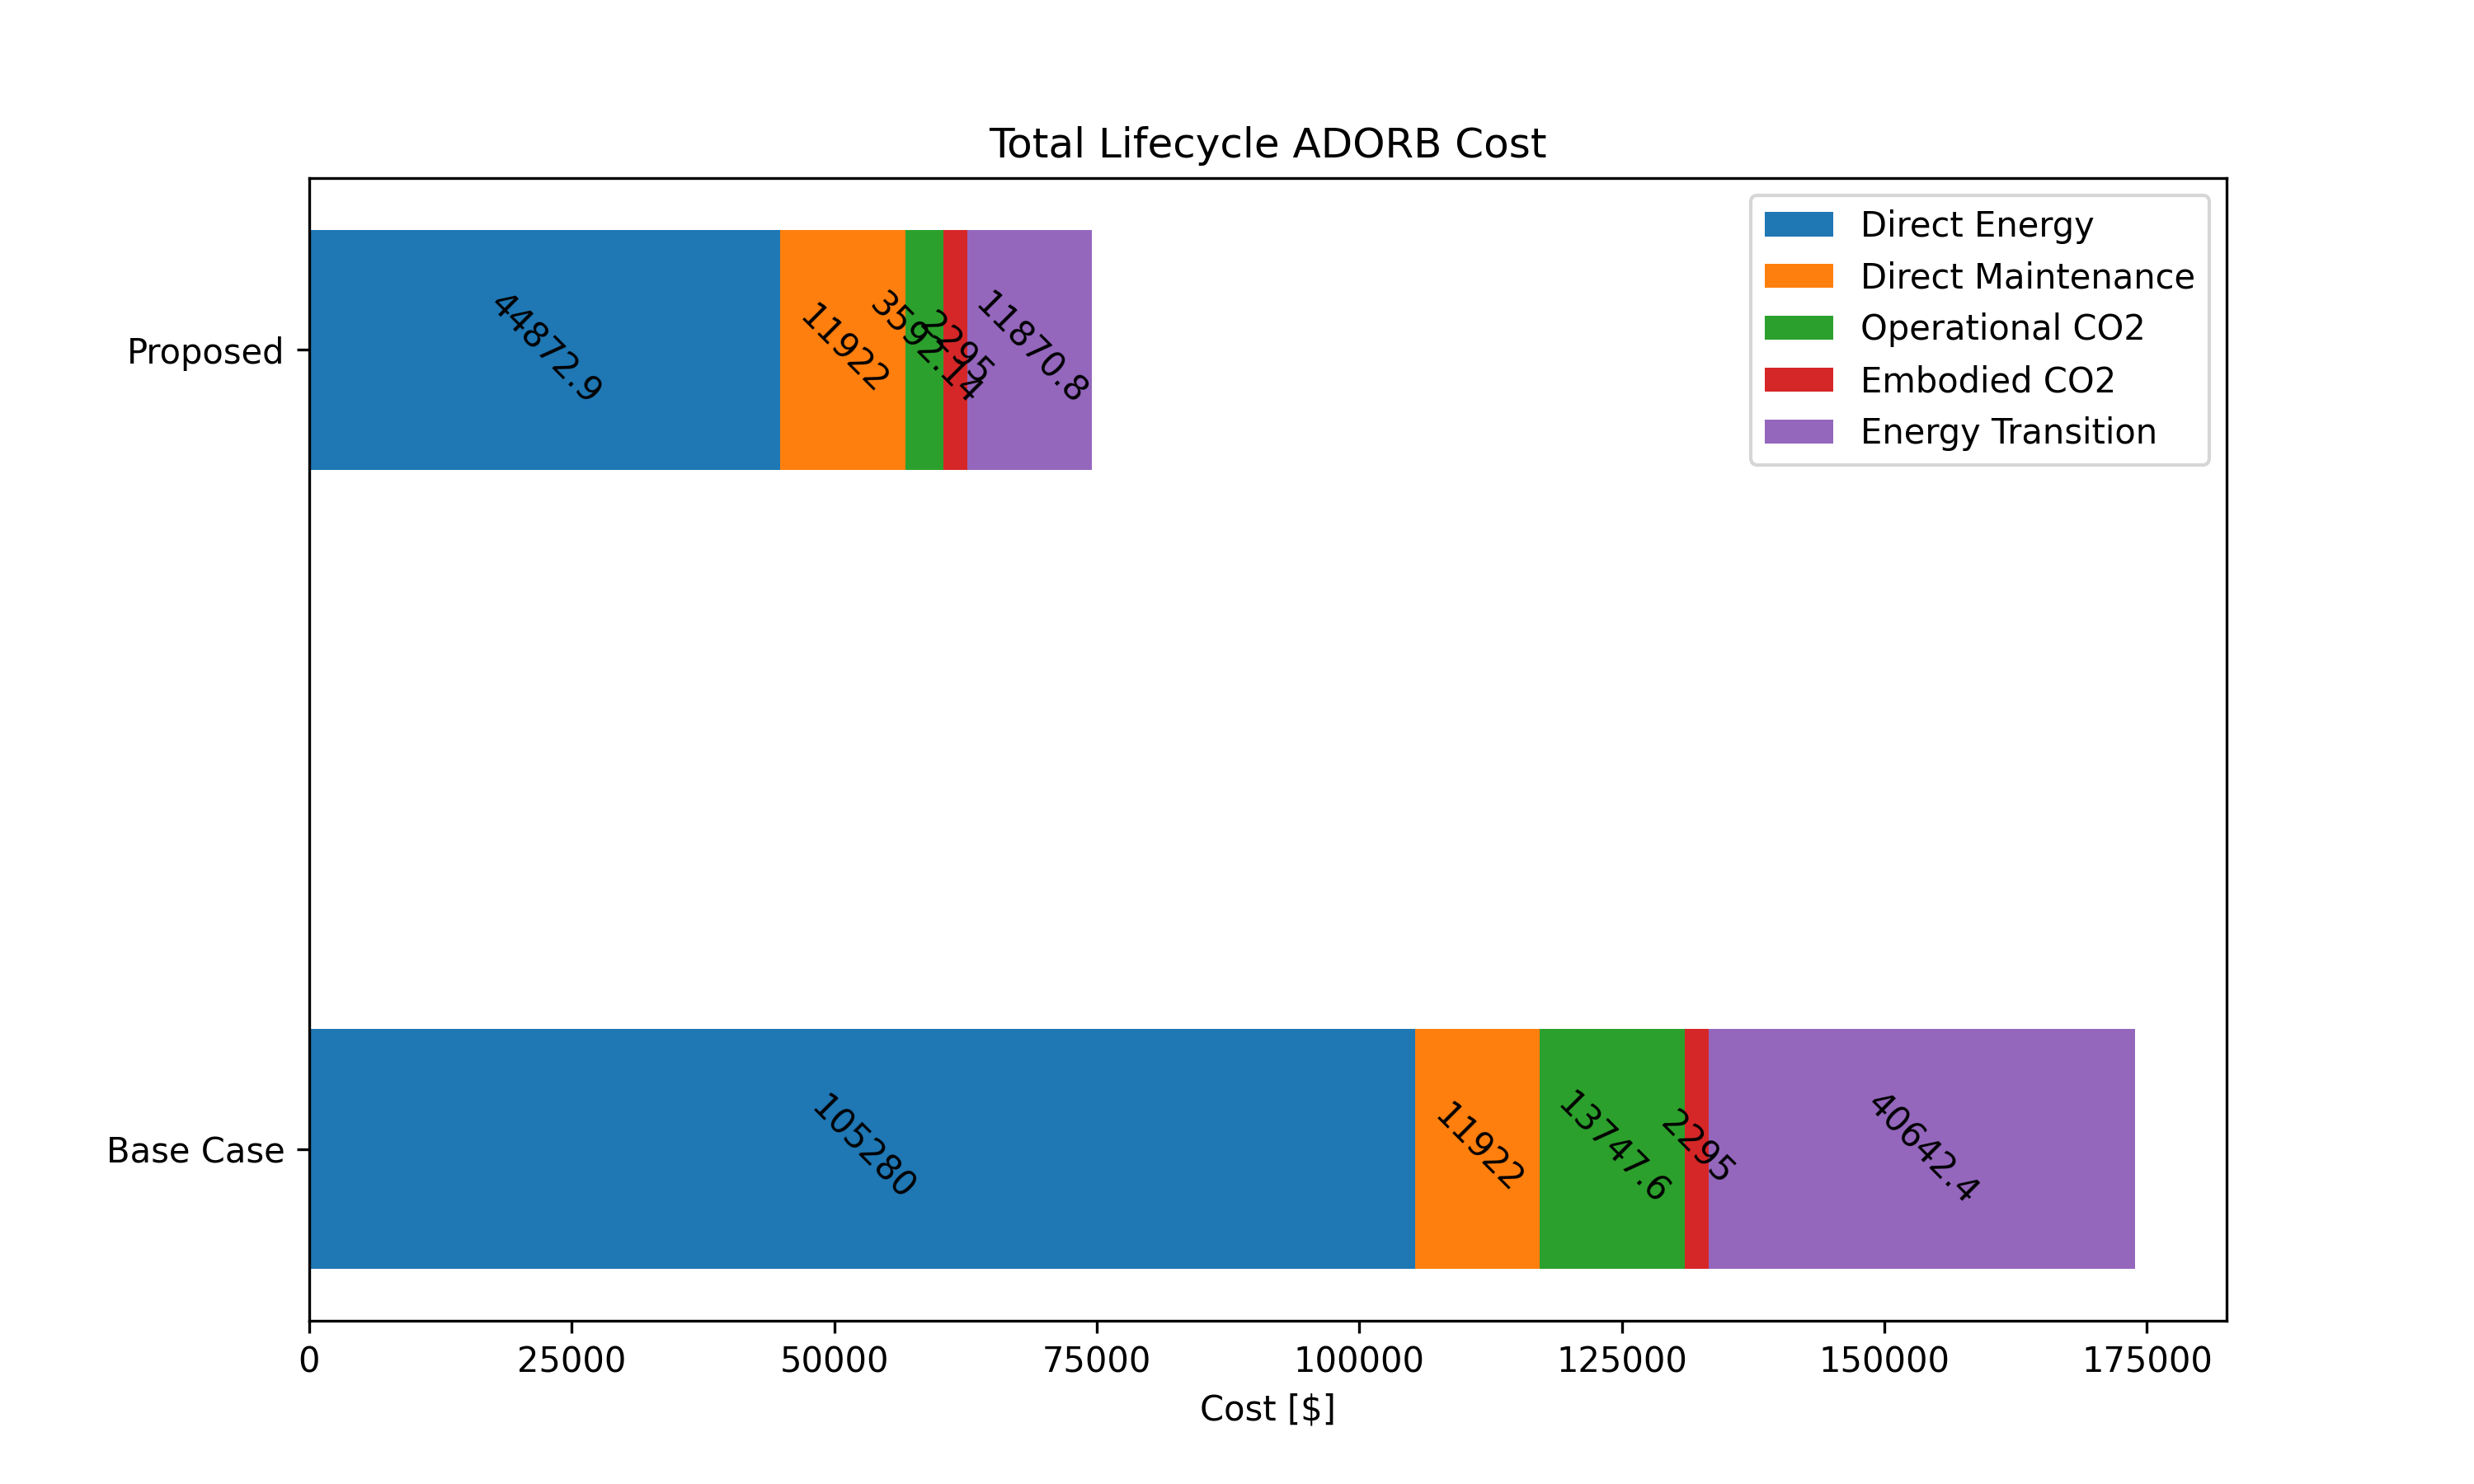 Total Lifecycle ADORB Cost
Direct Energy
Direct Maintenance
Operational CO2
Embodied CO2
Energy Transition
Proposed
44872.9
11922
3592.14
2295
11870.8
Base Case
105280
11922
13747.6
2295
40642.4
0 25000 50000 75000 100000 125000 150000 175000
Cost [$]